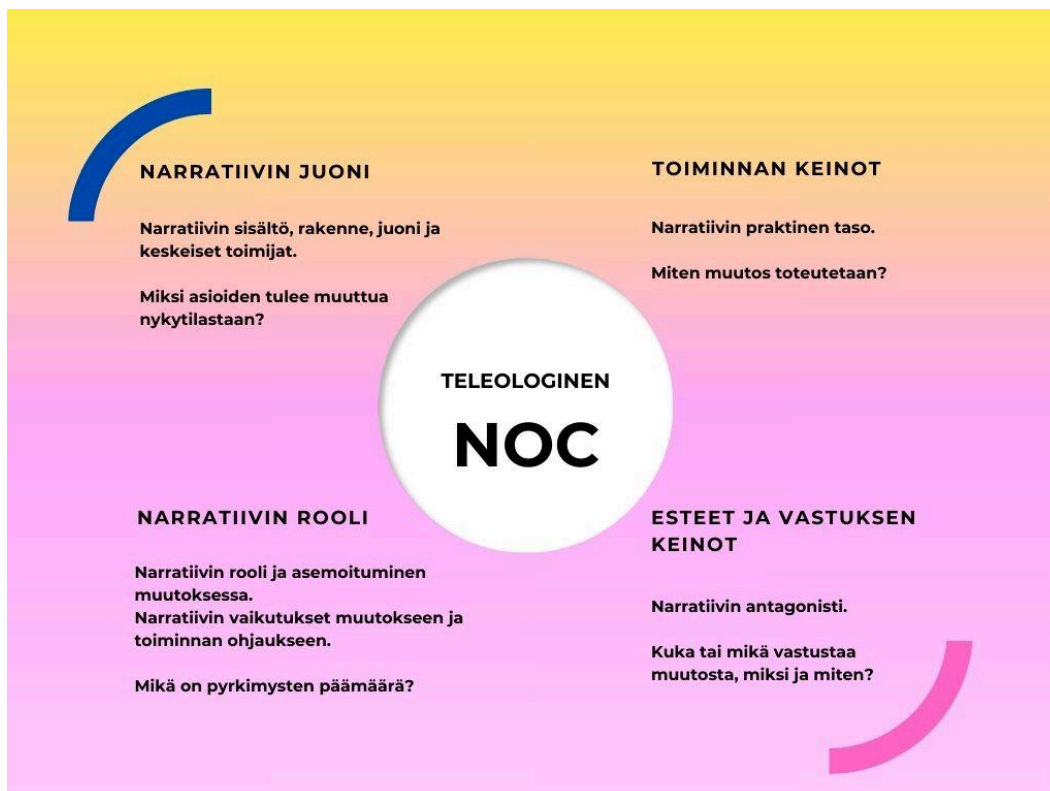 NARRATIIVIN JUONI
Narratiivin sisältö, rakenne, juoni ja
keskeiset toimijat.
Miksi asioiden tulee muuttua
nykytilastaan?
TOIMINNAN KEINOT
Narratiivin praktinen taso.
Miten muutos toteutetaan?
TELEOLOGINEN
NOC
NARRATIIVIN ROOLI
Narratiivin rooli ja asemoituminen
muutoksessa.
Narratiivin vaikutukset muutokseen ja
toiminnan ohjaukseen.
Mikä on pyrkimysten päämäärä?
ESTEET JA VASTUKSEN
KEINOT
Narratiivin antagonisti.
Kuka tai mikä vastustaa
muutosta, miksi ja miten?